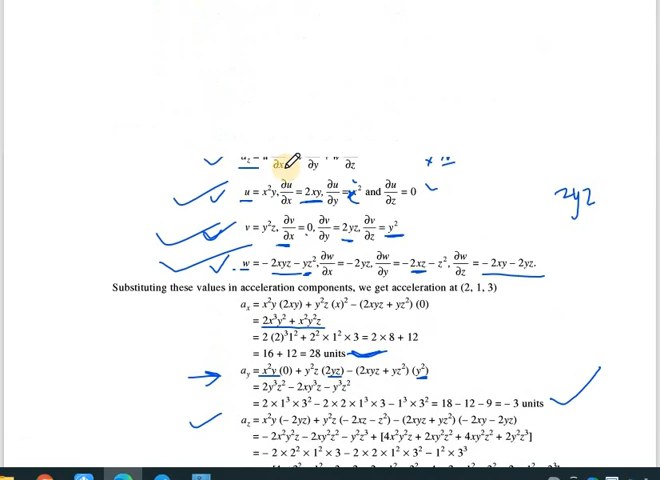 ∂x ∂y ∂z
u = x²y, ∂u/∂x = 2xy, ∂u/∂y = x² and ∂u/∂z = 0
2yz
v = y²z, ∂v/∂x = 0, ∂v/∂y = 2yz, ∂v/∂z = y²
w = – 2xyz – yz², ∂w/∂x = –2yz, ∂w/∂y = –2xz – z², ∂w/∂z = – 2xy – 2yz.
Substituting these values in acceleration components, we get acceleration at (2, 1, 3)
aₓ = x²y (2xy) + y²z (x)² – (2xyz + yz²) (0)
= 2x³y² + x²y²z
= 2 (2)³1² + 2² × 1² × 3 = 2 × 8 + 12
= 16 + 12 = 28 units
a_y = x²y (0) + y²z (2yz) – (2xyz + yz²) (y²)
= 2y³z² – 2xy³z – y³z²
= 2 × 1³ × 3² – 2 × 2 × 1³ × 3 – 1³ × 3² = 18 – 12 – 9 = – 3 units
a_z = x²y (– 2yz) + y²z (– 2xz – z²) – (2xyz + yz²) (– 2xy – 2yz)
= – 2x²y²z – 2xy²z² – y²z³ + [4x²y²z + 2xy²z² + 4xy²z² + 2y²z³]
= – 2 × 2² × 1² × 3 – 2 × 2 × 1² × 3² – 1² × 3³